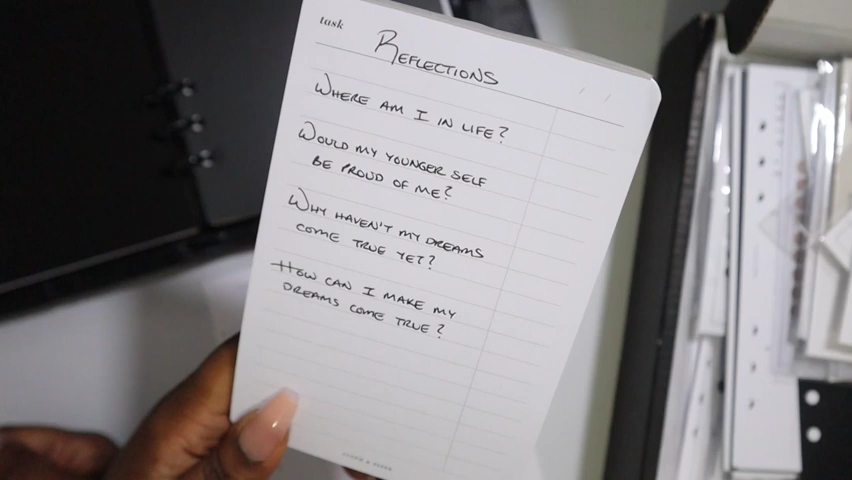 task
REFLECTIONS
WHERE AM I IN LIFE?
WOULD MY YOUNGER SELF
BE PROUD OF ME?
WHY HAVEN'T MY DREAMS
COME TRUE YET?
HOW CAN I MAKE MY
DREAMS COME TRUE?